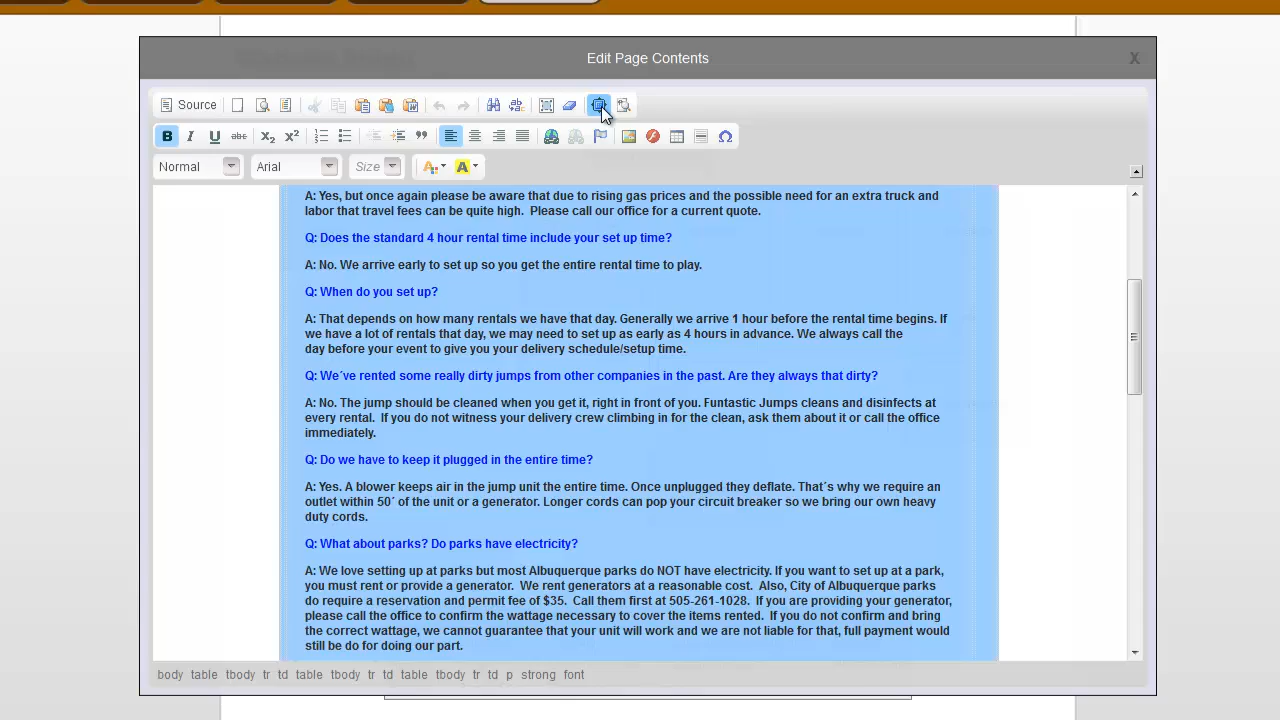 Edit Page Contents
X
Source
B I U abc X2 X2
Normal Arial Size A A
A: Yes, but once again please be aware that due to rising gas prices and the possible need for an extra truck and
labor that travel fees can be quite high.  Please call our office for a current quote.
Q: Does the standard 4 hour rental time include your set up time?
A: No. We arrive early to set up so you get the entire rental time to play.
Q: When do you set up?
A: That depends on how many rentals we have that day. Generally we arrive 1 hour before the rental time begins. If
we have a lot of rentals that day, we may need to set up as early as 4 hours in advance. We always call the
day before your event to give you your delivery schedule/setup time.
Q: We´ve rented some really dirty jumps from other companies in the past. Are they always that dirty?
A: No. The jump should be cleaned when you get it, right in front of you. Funtastic Jumps cleans and disinfects at
every rental.  If you do not witness your delivery crew climbing in for the clean, ask them about it or call the office
immediately.
Q: Do we have to keep it plugged in the entire time?
A: Yes. A blower keeps air in the jump unit the entire time. Once unplugged they deflate. That´s why we require an
outlet within 50´ of the unit or a generator. Longer cords can pop your circuit breaker so we bring our own heavy
duty cords.
Q: What about parks? Do parks have electricity?
A: We love setting up at parks but most Albuquerque parks do NOT have electricity. If you want to set up at a park,
you must rent or provide a generator.  We rent generators at a reasonable cost.  Also, City of Albuquerque parks
do require a reservation and permit fee of $35.  Call them first at 505-261-1028.  If you are providing your generator,
please call the office to confirm the wattage necessary to cover the items rented.  If you do not confirm and bring
the correct wattage, we cannot guarantee that your unit will work and we are not liable for that, full payment would
still be do for doing our part.
body table tbody tr td table tbody tr td table tbody tr td p strong font